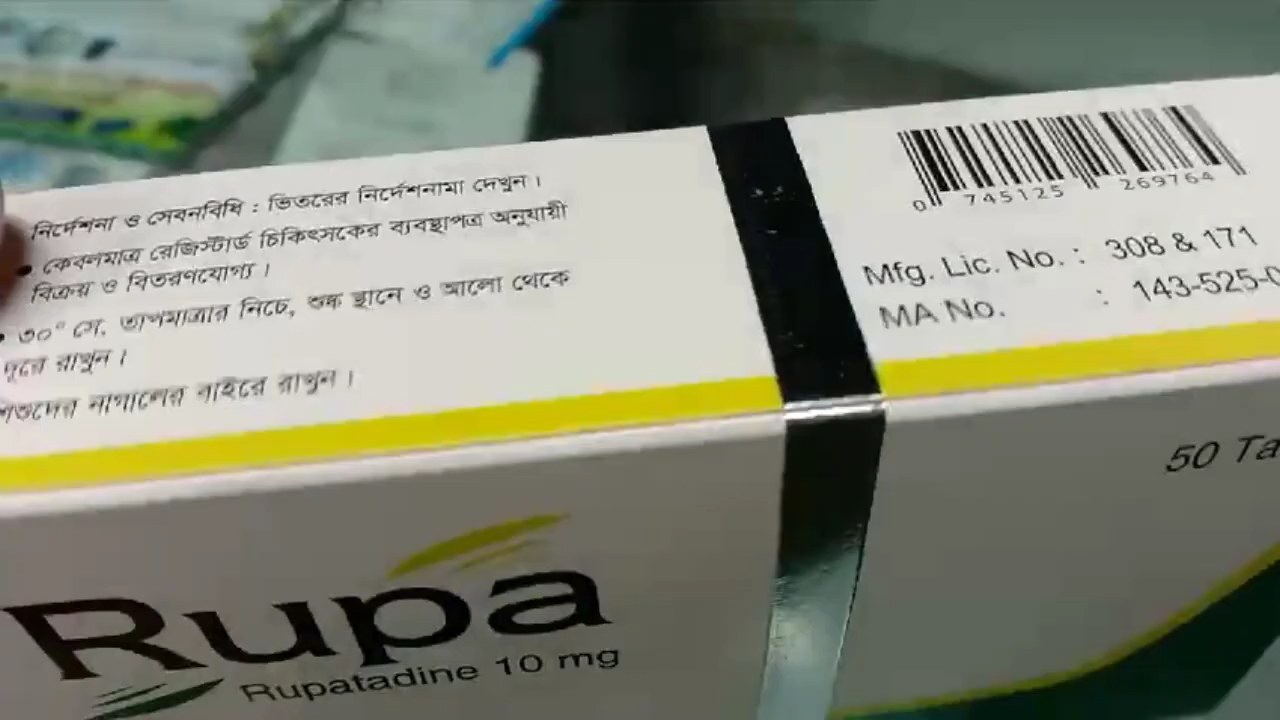 নির্দেশনা ও সেবনবিধি : ভিতরের নির্দেশনামা দেখুন।
• কেবলমাত্র রেজিস্টার্ড চিকিৎসকের ব্যবস্থাপত্র অনুযায়ী
বিক্রয় ও বিতরণযোগ্য।
• ৩০° সে. তাপমাত্রার নিচে, শুষ্ক স্থানে ও আলো থেকে
দূরে রাখুন।
শিশুদের নাগালের বাইরে রাখুন।
0 745125 269764
Mfg. Lic. No. : 308 & 171
MA No. : 143-525-0
50 Ta
Rupa
Rupatadine 10 mg